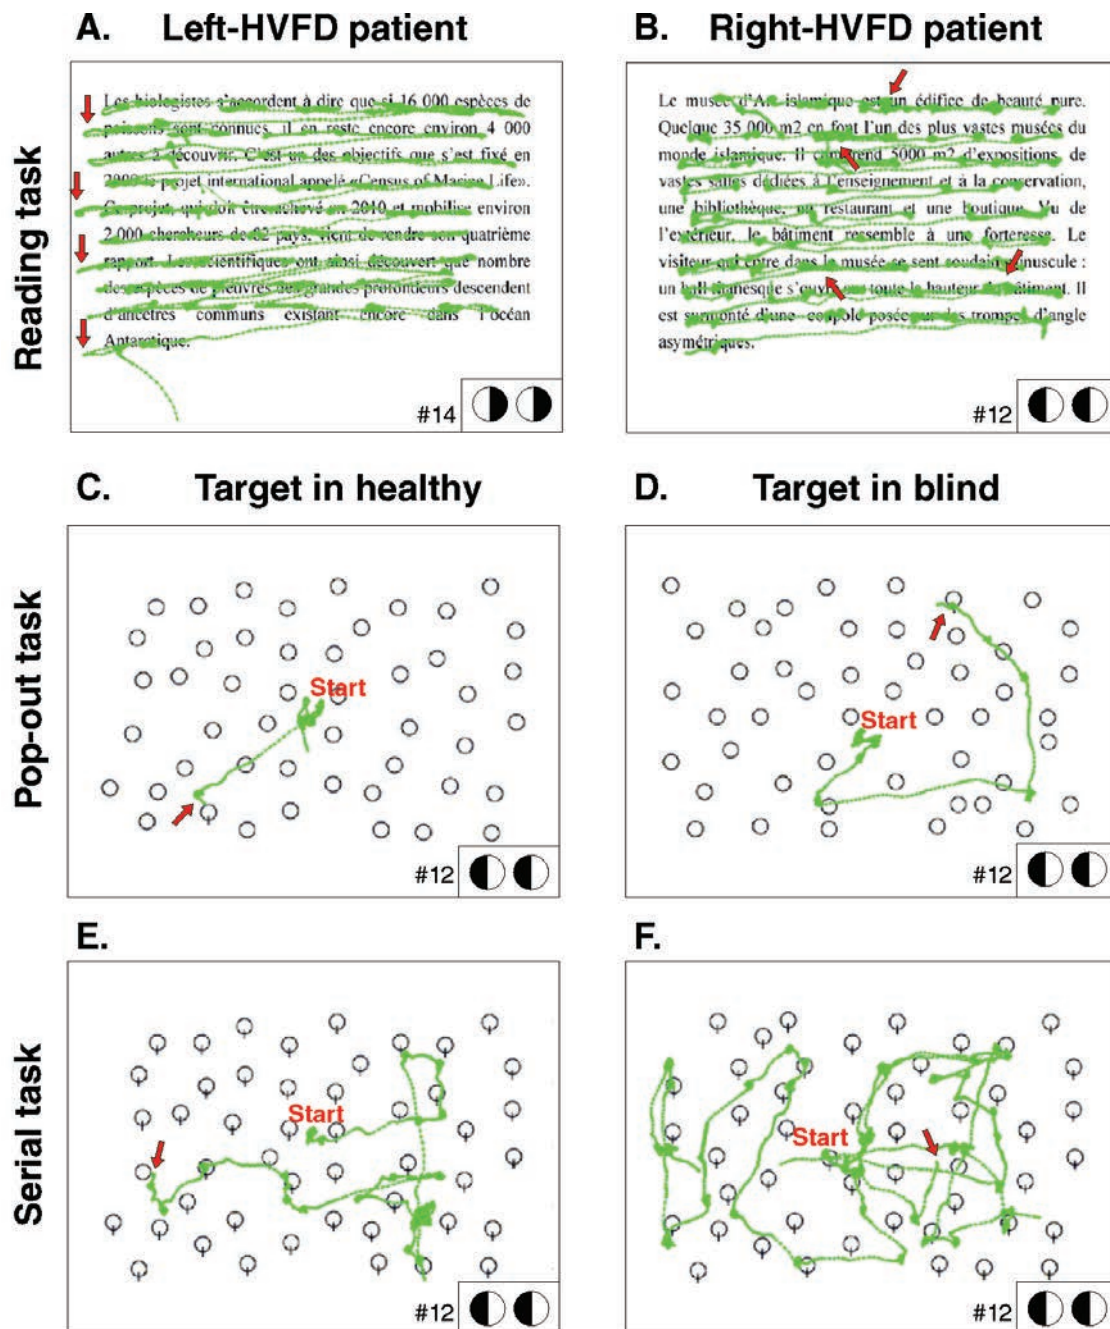 A. Left-HVFD patient
B. Right-HVFD patient
Reading task
Les biologistes s'accordent à dire que si 16 000 espèces de
poissons sont connues, il en reste encore environ 4 000
autres à découvrir. C'est un des objectifs que s'est fixé en
2000 le projet international appelé «Census of Marine Life».
Ce projet, qui doit être achevé en 2010 et mobilise environ
2 000 chercheurs de 82 pays, vient de rendre son quatrième
rapport. Les scientifiques ont ainsi découvert que nombre
des espèces de pieuvres des grandes profondeurs descendent
d'ancêtres communs existant encore dans l'océan
Antarctique.
#14
Le musée d'Art islamique est un édifice de beauté pure.
Quelque 35 000 m2 en font l'un des plus vastes musées du
monde islamique. Il comprend 5000 m2 d'expositions, de
vastes salles dédiées à l'enseignement et à la conservation,
une bibliothèque, un restaurant et une boutique. Vu de
l'extérieur, le bâtiment ressemble à une forteresse. Le
visiteur qui entre dans le musée se sent soudain minuscule :
un hall s'ouvre sur toute la hauteur du bâtiment. Il
est surmonté d'une coupole posée sur des trompes d'angle
asymétriques.
#12
C. Target in healthy
D. Target in blind
Pop-out task
Start
#12
Start
#12
E.
F.
Serial task
Start
#12
Start
#12